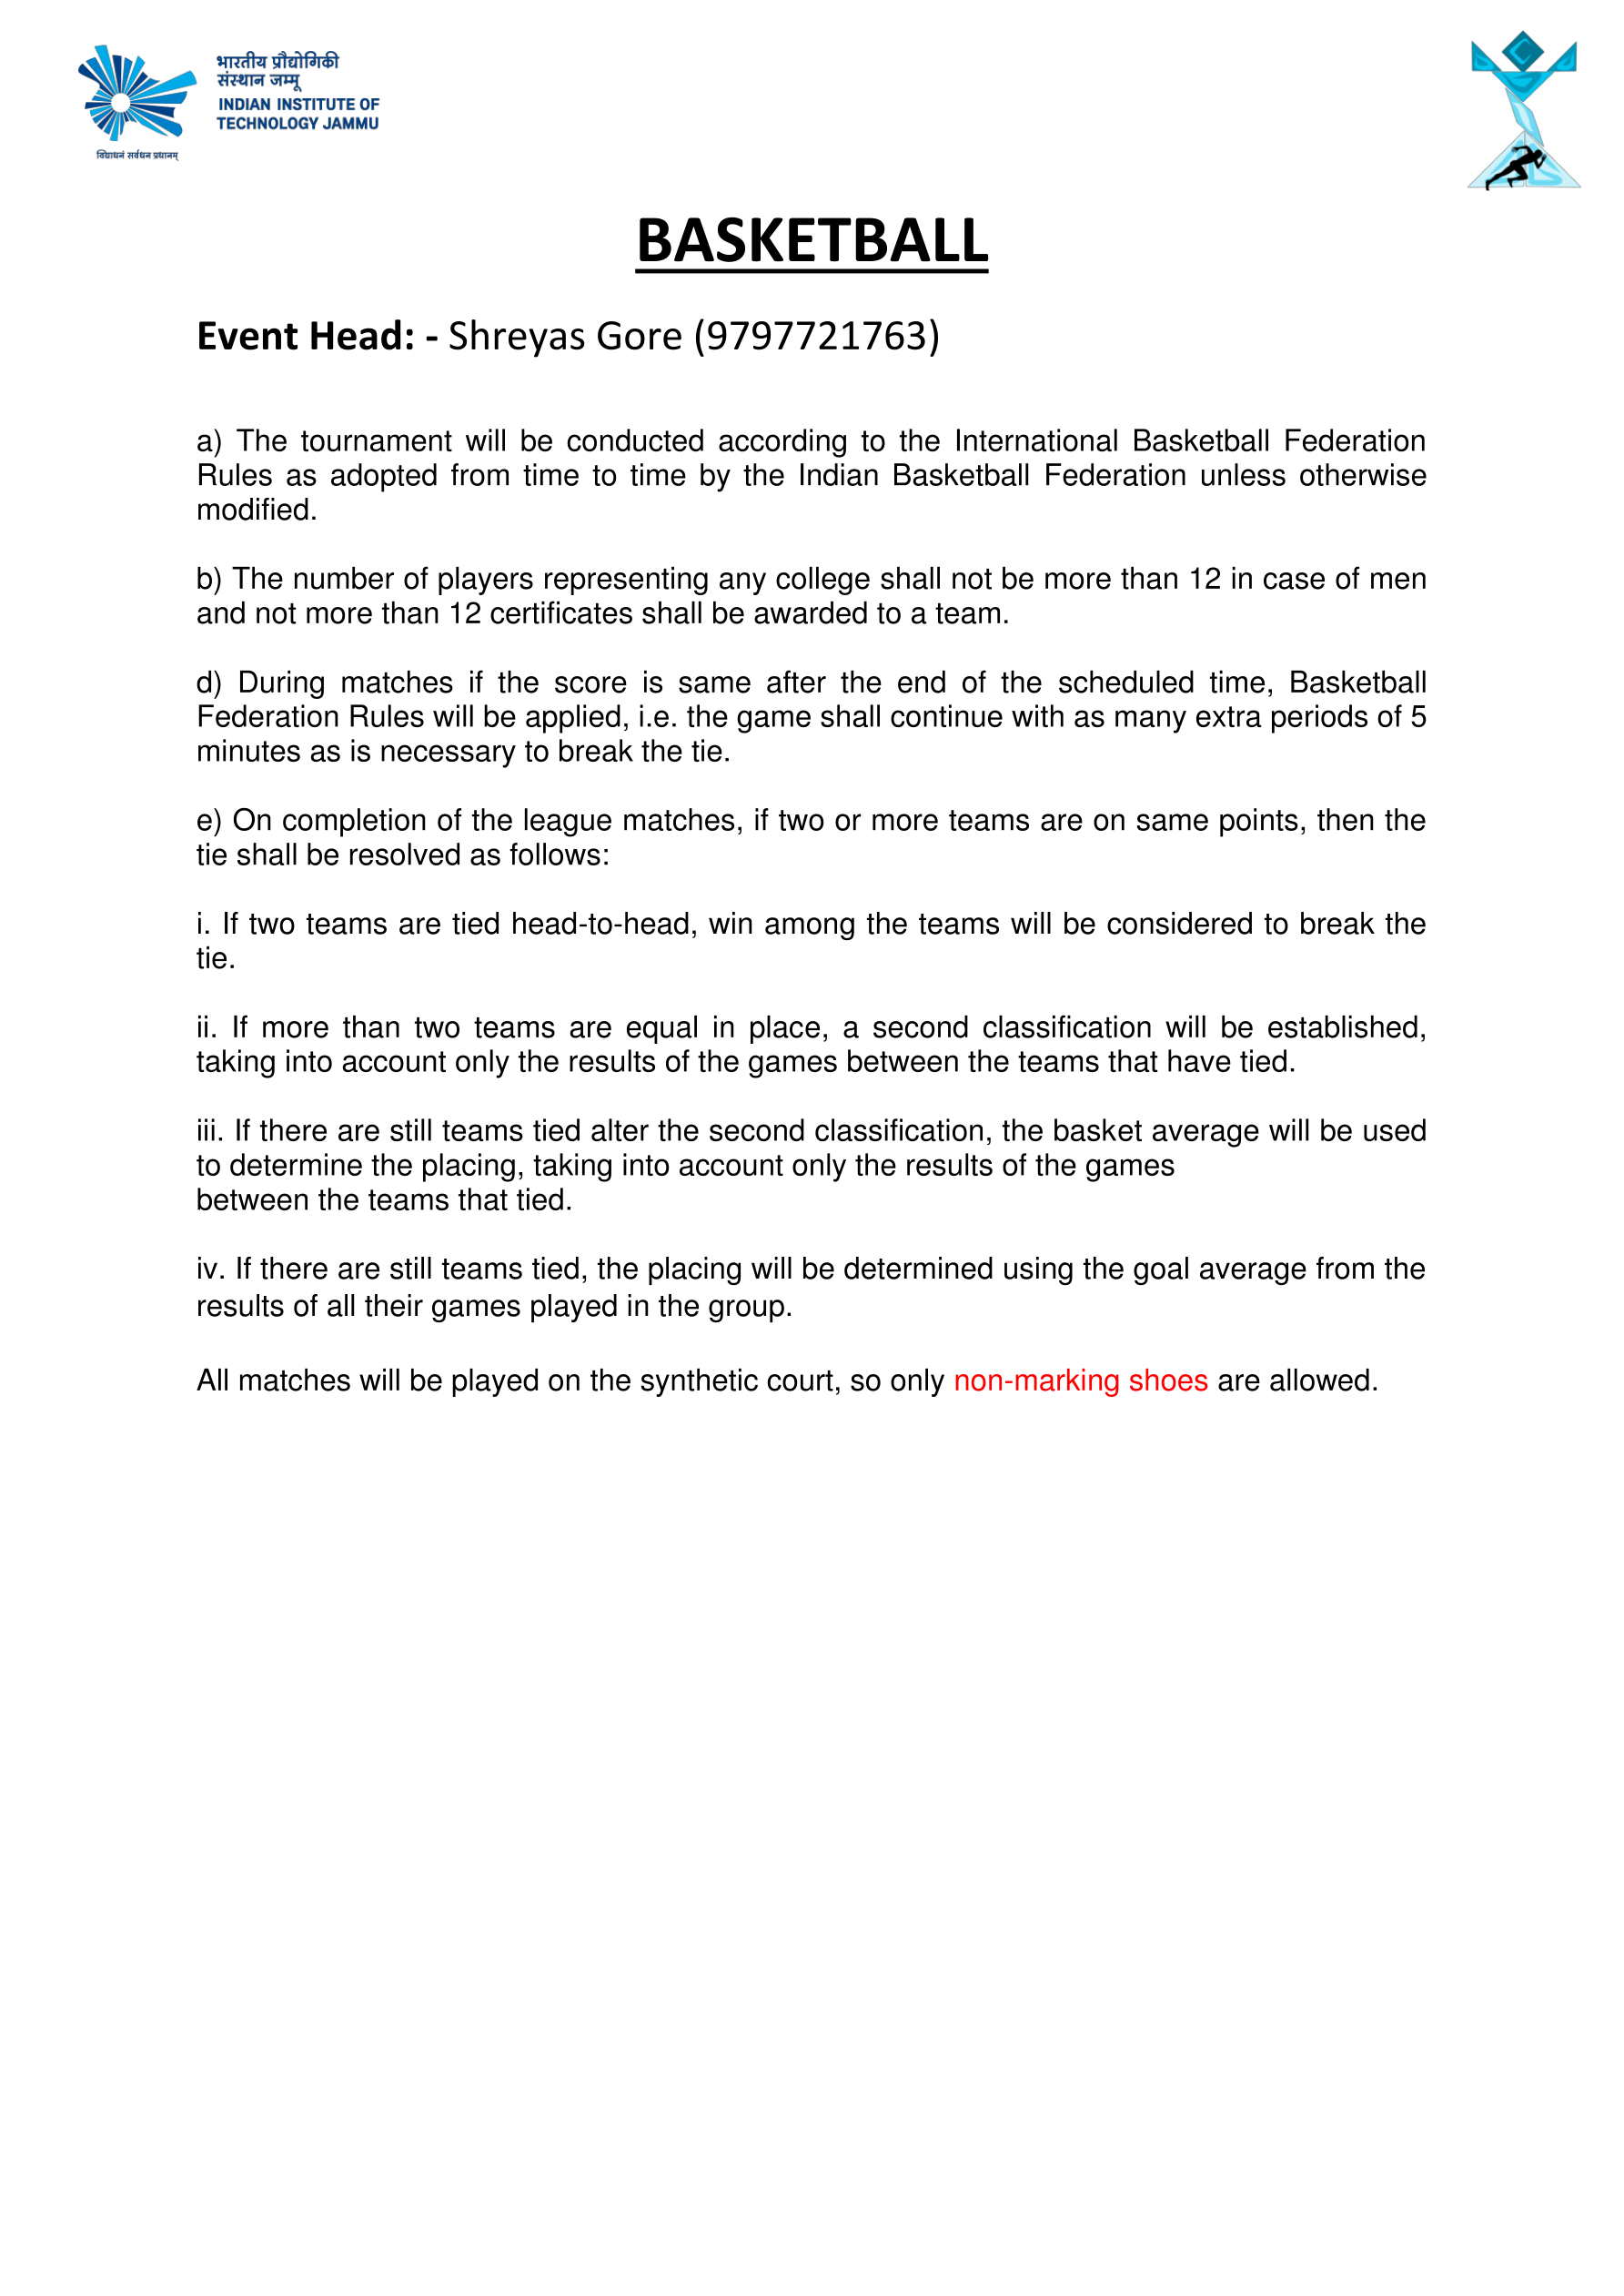 भारतीय प्रौद्योगिकी
संस्थान जम्मू
INDIAN INSTITUTE OF
TECHNOLOGY JAMMU
विद्याधनं सर्वधन प्रधानम्
BASKETBALL
Event Head: - Shreyas Gore (9797721763)
a) The tournament will be conducted according to the International Basketball Federation
Rules as adopted from time to time by the Indian Basketball Federation unless otherwise
modified.
b) The number of players representing any college shall not be more than 12 in case of men
and not more than 12 certificates shall be awarded to a team.
d) During matches if the score is same after the end of the scheduled time, Basketball
Federation Rules will be applied, i.e. the game shall continue with as many extra periods of 5
minutes as is necessary to break the tie.
e) On completion of the league matches, if two or more teams are on same points, then the
tie shall be resolved as follows:
i. If two teams are tied head-to-head, win among the teams will be considered to break the
tie.
ii. If more than two teams are equal in place, a second classification will be established,
taking into account only the results of the games between the teams that have tied.
iii. If there are still teams tied alter the second classification, the basket average will be used
to determine the placing, taking into account only the results of the games
between the teams that tied.
iv. If there are still teams tied, the placing will be determined using the goal average from the
results of all their games played in the group.
All matches will be played on the synthetic court, so only non-marking shoes are allowed.